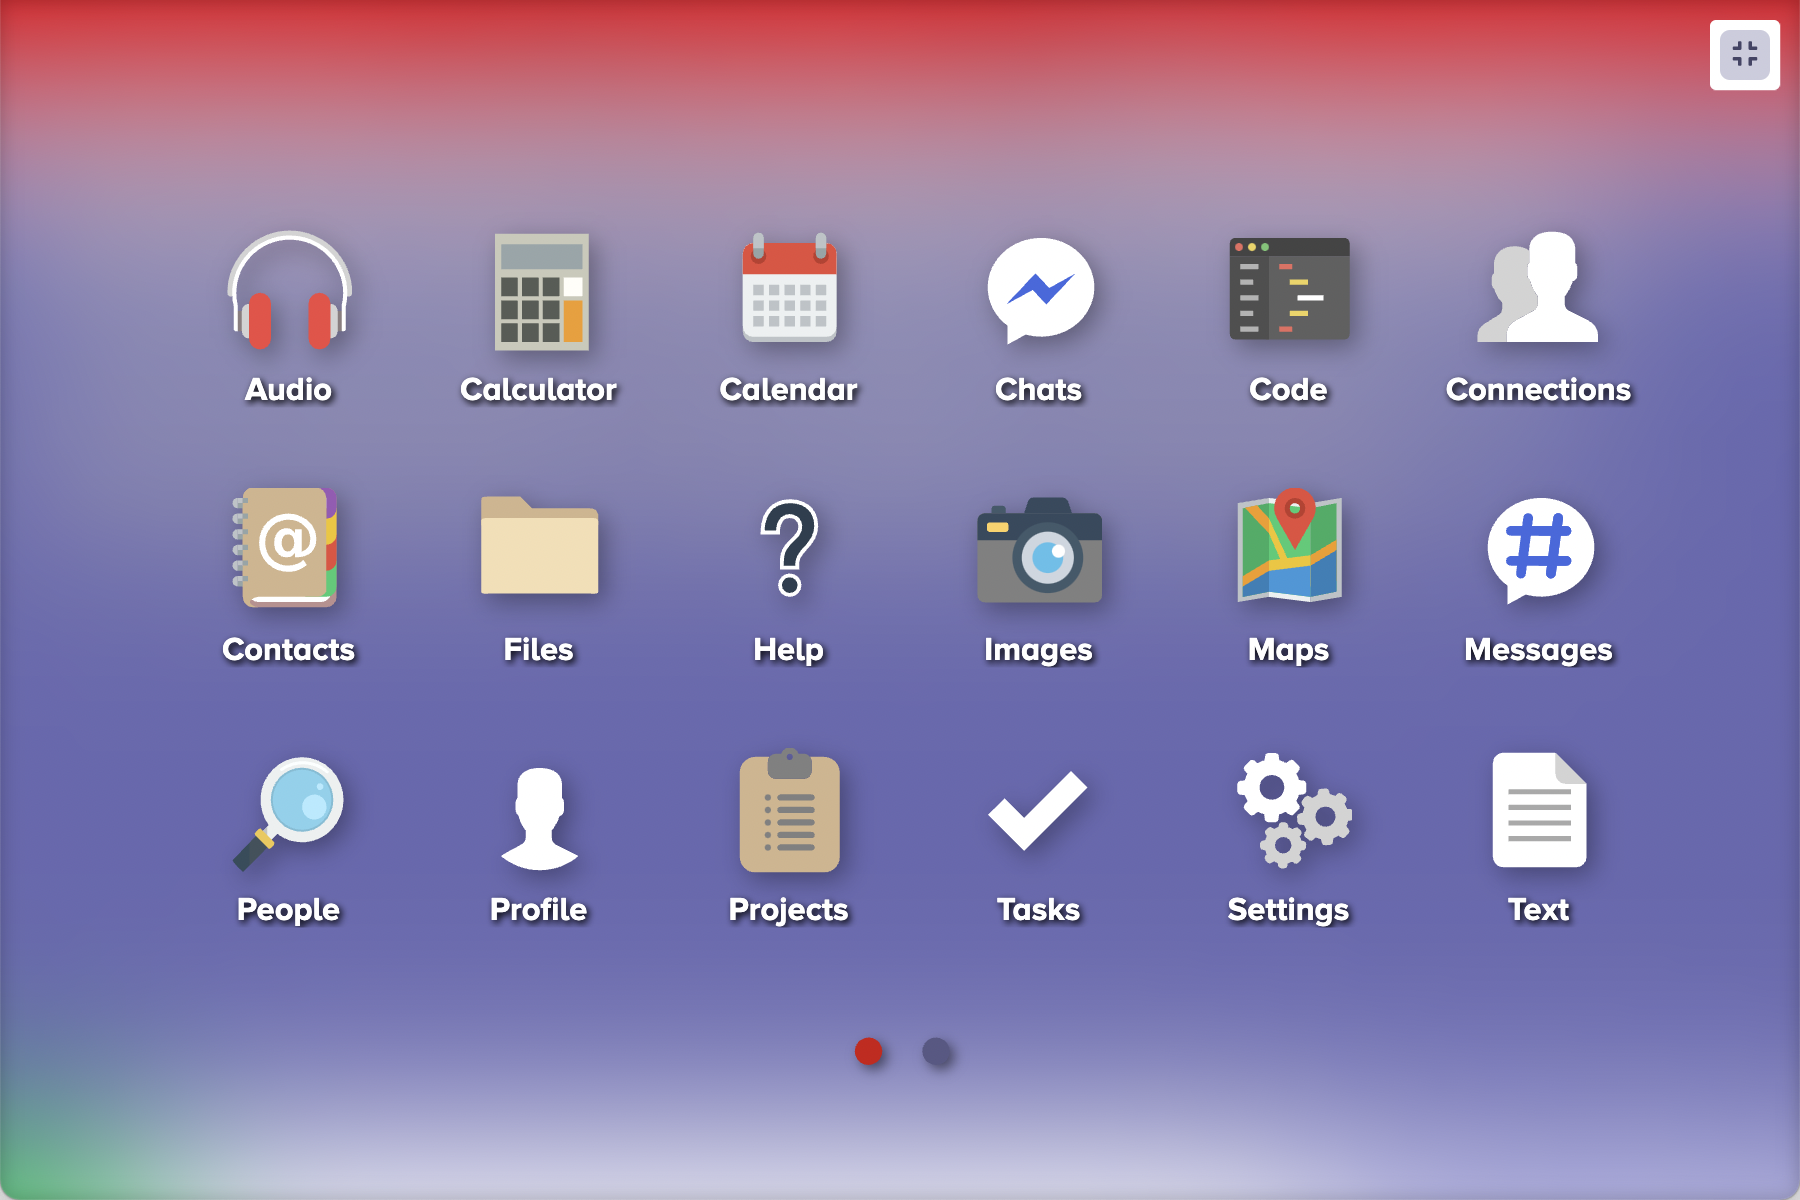 Audio Calculator Calendar Chats Code Connections
@ #
Contacts Files Help Images Maps Messages
People Profile Projects Tasks Settings Text